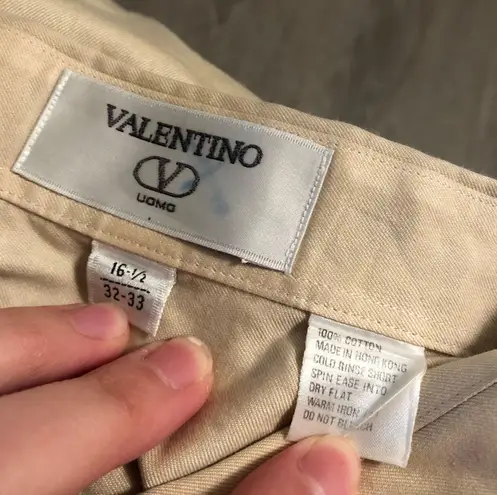 VALENTINO
V
UOMO
16-½
32-33
100% COTTON
MADE IN HONG KONG
COLD RINSE SHORT
SPIN EASE INTO
DRY FLAT
WARM IRON
DO NOT BLEACH